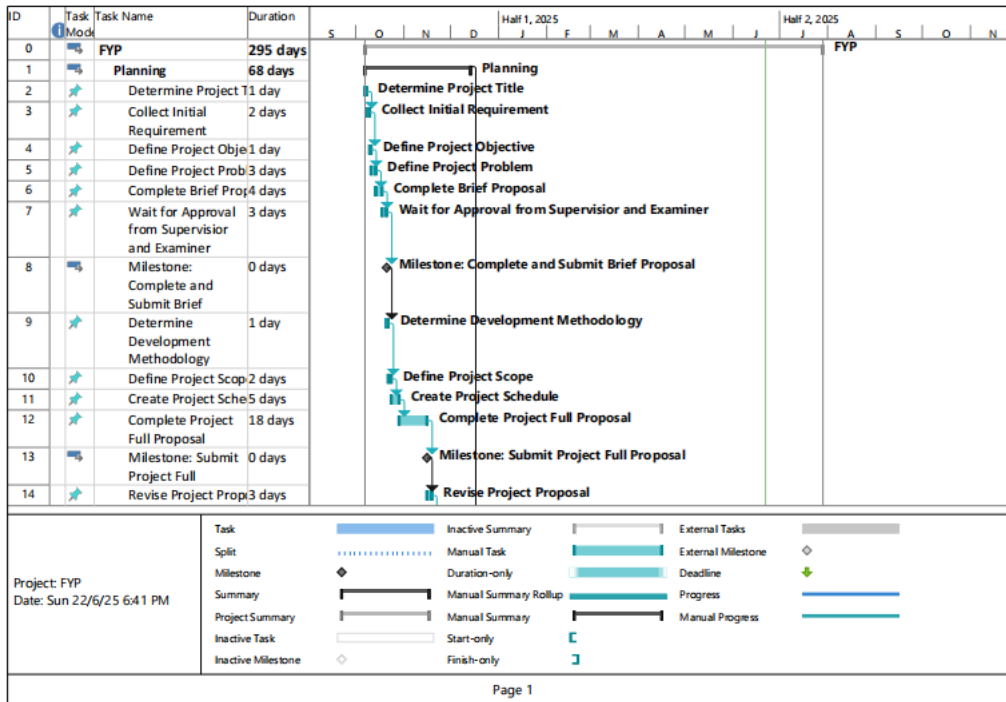 ID Task Mode Task Name Duration
Half 1, 2025 Half 2, 2025
S O N D J F M A M J J A S O N
0 FYP 295 days FYP
1 Planning 68 days Planning
2 Determine Project T 1 day Determine Project Title
3 Collect Initial Requirement 2 days Collect Initial Requirement
4 Define Project Obje 1 day Define Project Objective
5 Define Project Probl 3 days Define Project Problem
6 Complete Brief Prop 4 days Complete Brief Proposal
7 Wait for Approval from Supervisior and Examiner 3 days Wait for Approval from Supervisior and Examiner
8 Milestone: Complete and Submit Brief 0 days Milestone: Complete and Submit Brief Proposal
9 Determine Development Methodology 1 day Determine Development Methodology
10 Define Project Scop 2 days Define Project Scope
11 Create Project Sche 5 days Create Project Schedule
12 Complete Project Full Proposal 18 days Complete Project Full Proposal
13 Milestone: Submit Project Full 0 days Milestone: Submit Project Full Proposal
14 Revise Project Prop 3 days Revise Project Proposal
Project: FYP
Date: Sun 22/6/25 6:41 PM
Task Inactive Summary External Tasks
Split Manual Task External Milestone
Milestone Duration-only Deadline
Summary Manual Summary Rollup Progress
Project Summary Manual Summary Manual Progress
Inactive Task Start-only
Inactive Milestone Finish-only
Page 1